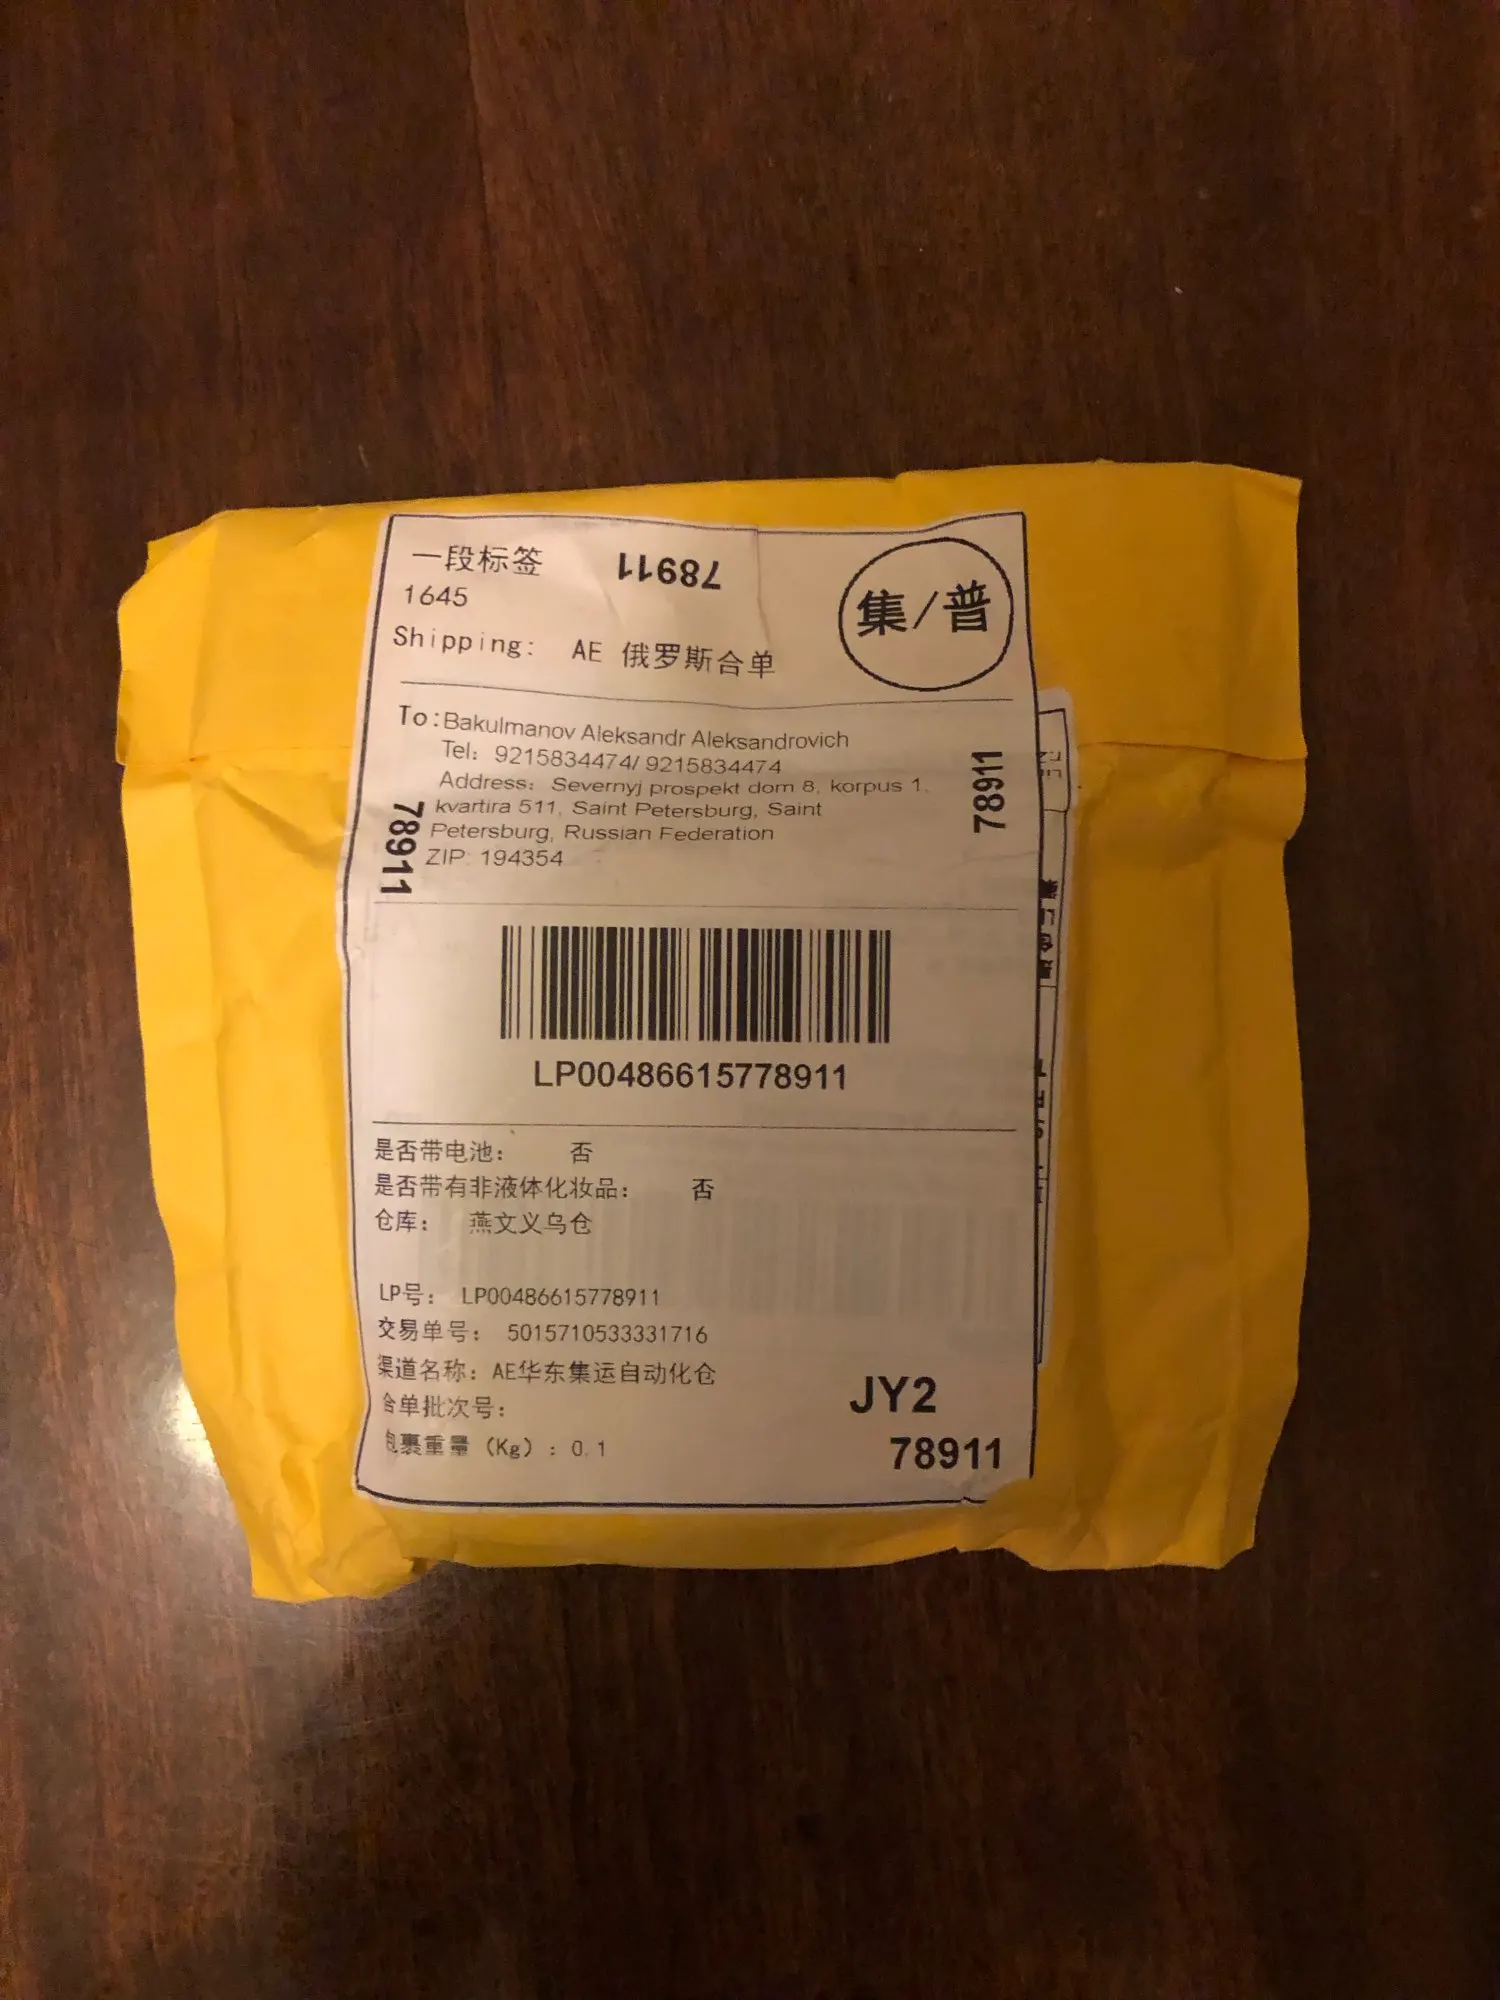 一段标签
78911
集/普
1645
Shipping: AE 俄罗斯合单
To:Bakulmanov Aleksandr Aleksandrovich
Tel: 9215834474/ 9215834474
Address: Severnyj prospekt dom 8, korpus 1,
kvartira 511, Saint Petersburg, Saint
Petersburg, Russian Federation
ZIP: 194354
78911
78911
LP00486615778911
是否带电池: 否
是否带有非液体化妆品: 否
仓库: 燕文义乌仓
LP号: LP00486615778911
交易单号: 5015710533331716
渠道名称: AE华东集运自动化仓
合单批次号:
包裹重量 (Kg) : 0.1
JY2
78911